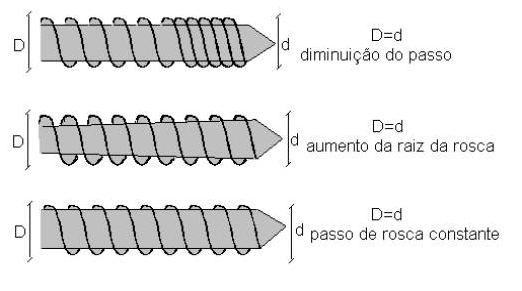 D d D=d
diminuição do passo
D d D=d
aumento da raiz da rosca
D d D=d
passo de rosca constante